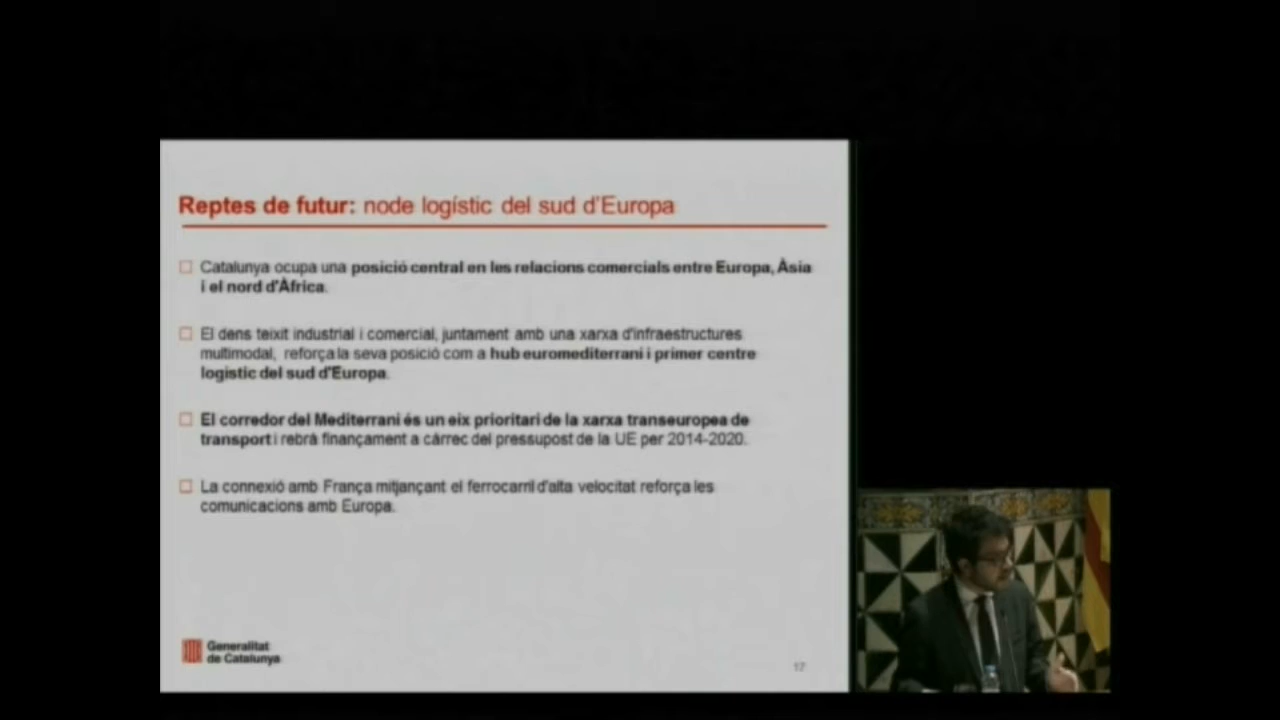 Reptes de futur: node logístic del sud d'Europa
Catalunya ocupa una posició central en les relacions comercials entre Europa, Àsia
i el nord d'Àfrica.
El dens teixit industrial i comercial, juntament amb una xarxa d'infraestructures
multimodal, reforça la seva posició com a hub euromediterrani i primer centre
logístic del sud d'Europa.
El corredor del Mediterrani és un eix prioritari de la xarxa transeuropea de
transport i rebrà finançament a càrrec del pressupost de la UE per 2014-2020.
La connexió amb França mitjançant el ferrocarril d'alta velocitat reforça les
comunicacions amb Europa.
Generalitat
de Catalunya
17